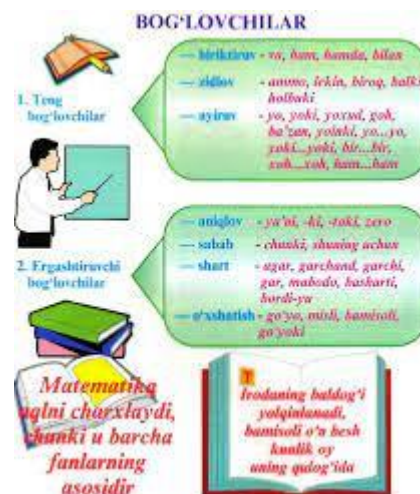 BOG‘LOVCHILAR
1. Teng
bog‘lovchilar
— biriktiruv - va, ham, hamda, bilan
— zidlov - ammo, lekin, biroq, balki
holbuki
— ayiruv - yo, yoki, yoxud, goh,
ba'zan, yoinki, yo...yo,
yoki...yoki, bir...bir,
xoh...xoh, ham...ham
2. Ergashtiruvchi
bog‘lovchilar
— aniqlov - ya'ni, -ki, -toki, zero
— sabab - chunki, shuning uchun
— shart - agar, garchand, garchi,
gar, mabodo, basharti,
bordi-yu
— o‘xshatish - go‘yo, misli, bamisoli,
go‘yoki
Matematika
aqlni charxlaydi,
chunki u barcha
fanlarning
asosidir
Irodaning baldog‘i
yolqinlanadi,
bamisoli o‘n besh
kunlik oy
uning qulog‘ida